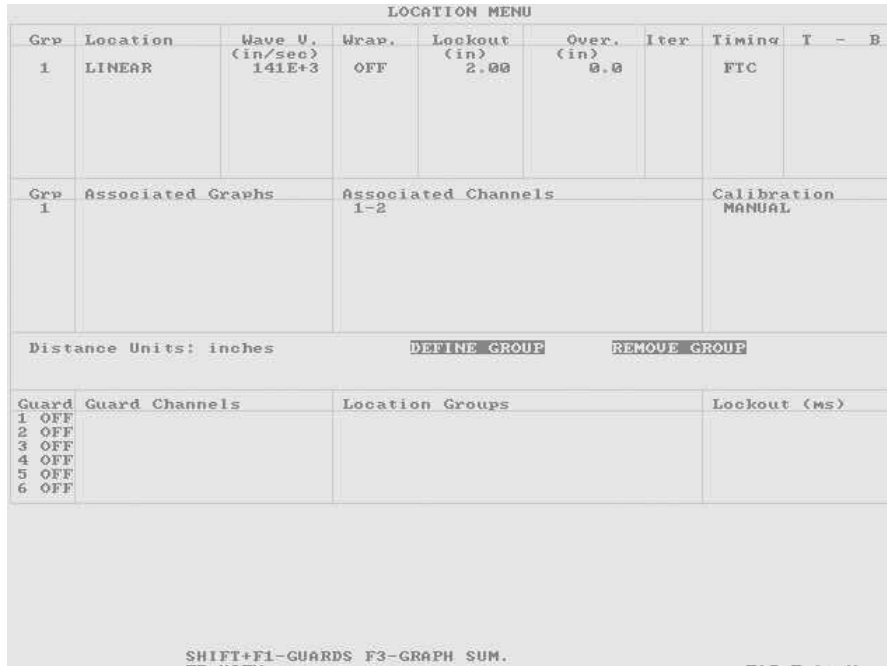 LOCATION MENU
Grp Location Wave V. Wrap. Lockout Over. Iter Timing T - B
(in/sec) (in) (in)
1 LINEAR 141E+3 OFF 2.00 0.0 FTC
Grp Associated Graphs Associated Channels Calibration
1 1-2 MANUAL
Distance Units: inches DEFINE GROUP REMOVE GROUP
Guard Guard Channels Location Groups Lockout (ms)
1 OFF
2 OFF
3 OFF
4 OFF
5 OFF
6 OFF
SHIFT+F1-GUARDS F3-GRAPH SUM.